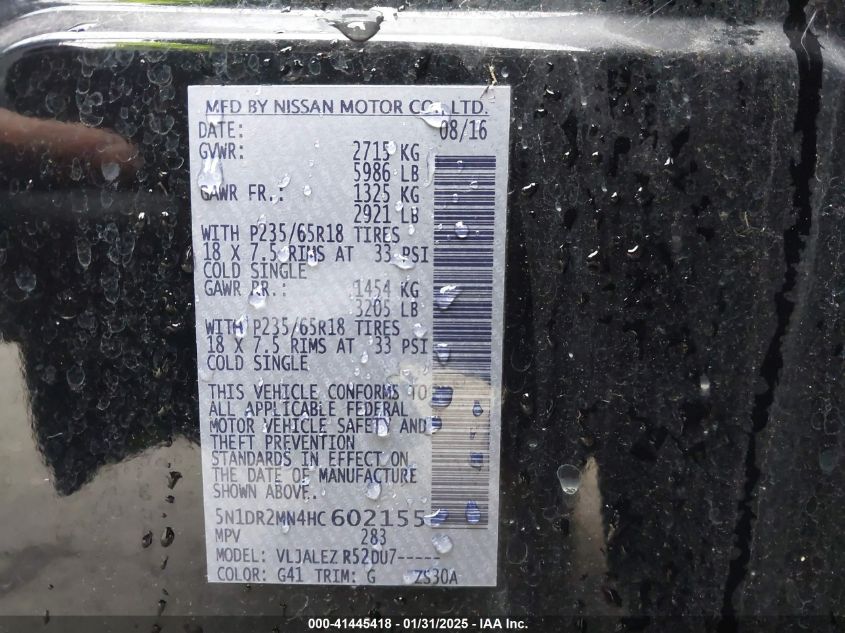 MFD BY NISSAN MOTOR CO., LTD.
DATE: 08/16
GVWR: 2715 KG
5986 LB
GAWR FR.: 1325 KG
2921 LB
WITH P235/65R18 TIRES
18 X 7.5 RIMS AT 33 PSI
COLD SINGLE
GAWR RR.: 1454 KG
3205 LB
WITH P235/65R18 TIRES
18 X 7.5 RIMS AT 33 PSI
COLD SINGLE
THIS VEHICLE CONFORMS TO
ALL APPLICABLE FEDERAL
MOTOR VEHICLE SAFETY AND
THEFT PREVENTION
STANDARDS IN EFFECT ON
THE DATE OF MANUFACTURE
SHOWN ABOVE.
5N1DR2MN4HC602155
MPV 283
MODEL: VLJALEZ R52DU7-----
COLOR: G41 TRIM: G ZS30A
000-41445418 - 01/31/2025 - IAA Inc.